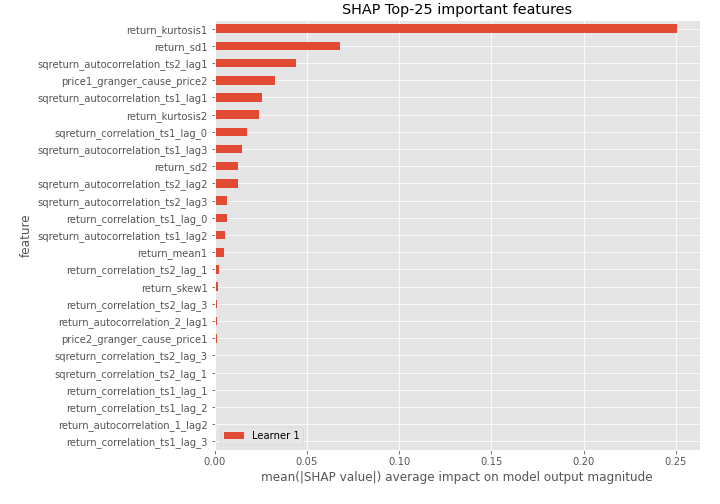 SHAP Top-25 important features
return_kurtosis1
return_sd1
sqreturn_autocorrelation_ts2_lag1
price1_granger_cause_price2
sqreturn_autocorrelation_ts1_lag1
return_kurtosis2
sqreturn_correlation_ts1_lag_0
sqreturn_autocorrelation_ts1_lag3
return_sd2
sqreturn_autocorrelation_ts2_lag2
sqreturn_autocorrelation_ts2_lag3
return_correlation_ts1_lag_0
sqreturn_autocorrelation_ts1_lag2
return_mean1
return_correlation_ts2_lag_1
return_skew1
return_correlation_ts2_lag_3
return_autocorrelation_2_lag1
price2_granger_cause_price1
sqreturn_correlation_ts2_lag_3
sqreturn_correlation_ts2_lag_1
return_correlation_ts1_lag_1
return_correlation_ts1_lag_2
return_autocorrelation_1_lag2
return_correlation_ts1_lag_3
feature
Learner 1
0.00 0.05 0.10 0.15 0.20 0.25
mean(|SHAP value|) average impact on model output magnitude